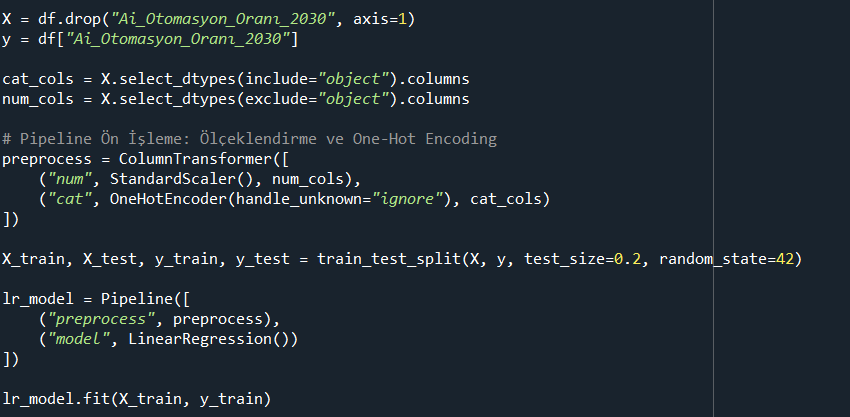 X = df.drop("Ai_Otomasyon_Oranı_2030", axis=1)
y = df["Ai_Otomasyon_Oranı_2030"]
cat_cols = X.select_dtypes(include="object").columns
num_cols = X.select_dtypes(exclude="object").columns
# Pipeline Ön İşleme: Ölçeklendirme ve One-Hot Encoding
preprocess = ColumnTransformer([
    ("num", StandardScaler(), num_cols),
    ("cat", OneHotEncoder(handle_unknown="ignore"), cat_cols)
])
X_train, X_test, y_train, y_test = train_test_split(X, y, test_size=0.2, random_state=42)
lr_model = Pipeline([
    ("preprocess", preprocess),
    ("model", LinearRegression())
])
lr_model.fit(X_train, y_train)